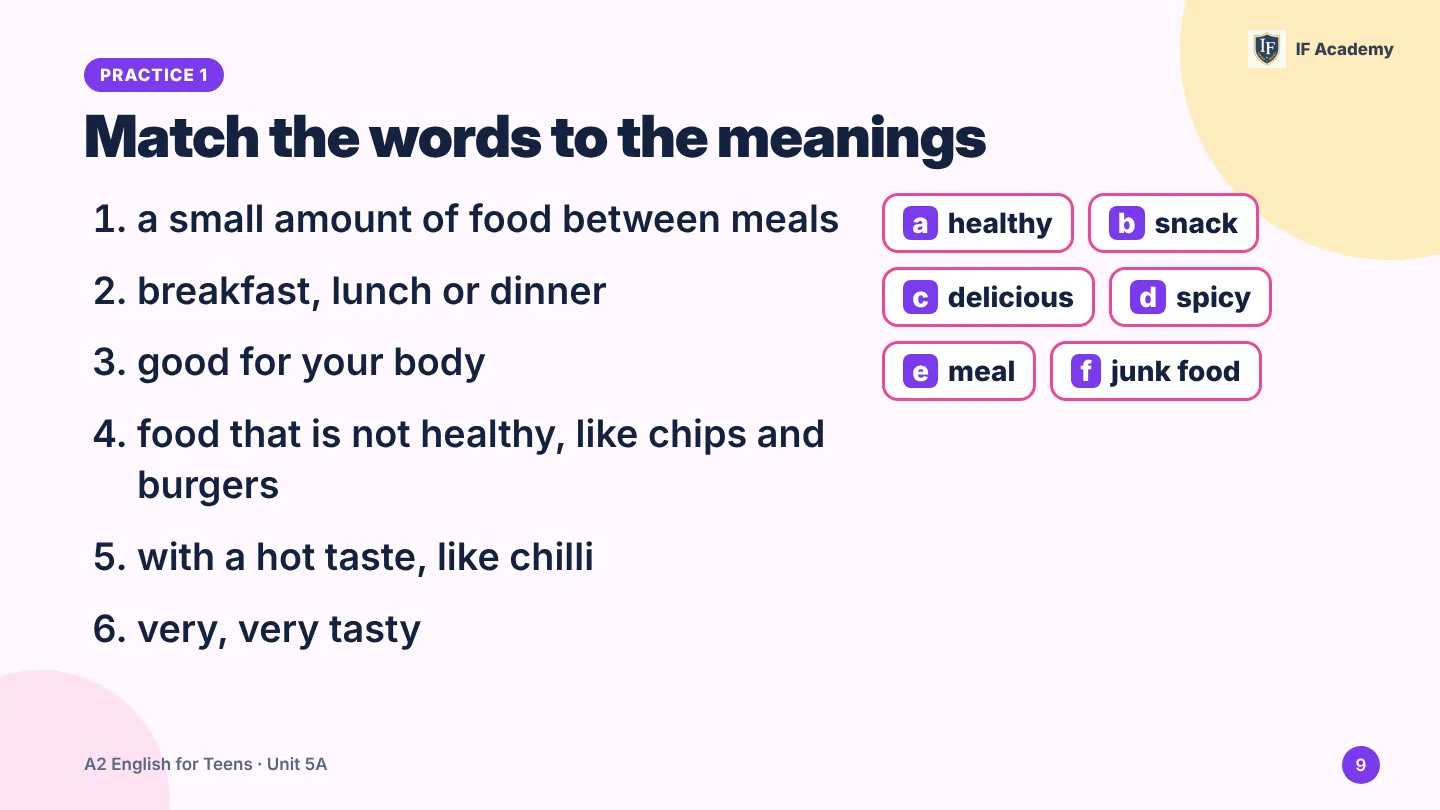 IF Academy
PRACTICE 1
Match the words to the meanings
1. a small amount of food between meals
2. breakfast, lunch or dinner
3. good for your body
4. food that is not healthy, like chips and
burgers
5. with a hot taste, like chilli
6. very, very tasty
a healthy
b snack
c delicious
d spicy
e meal
f junk food
A2 English for Teens · Unit 5A
9